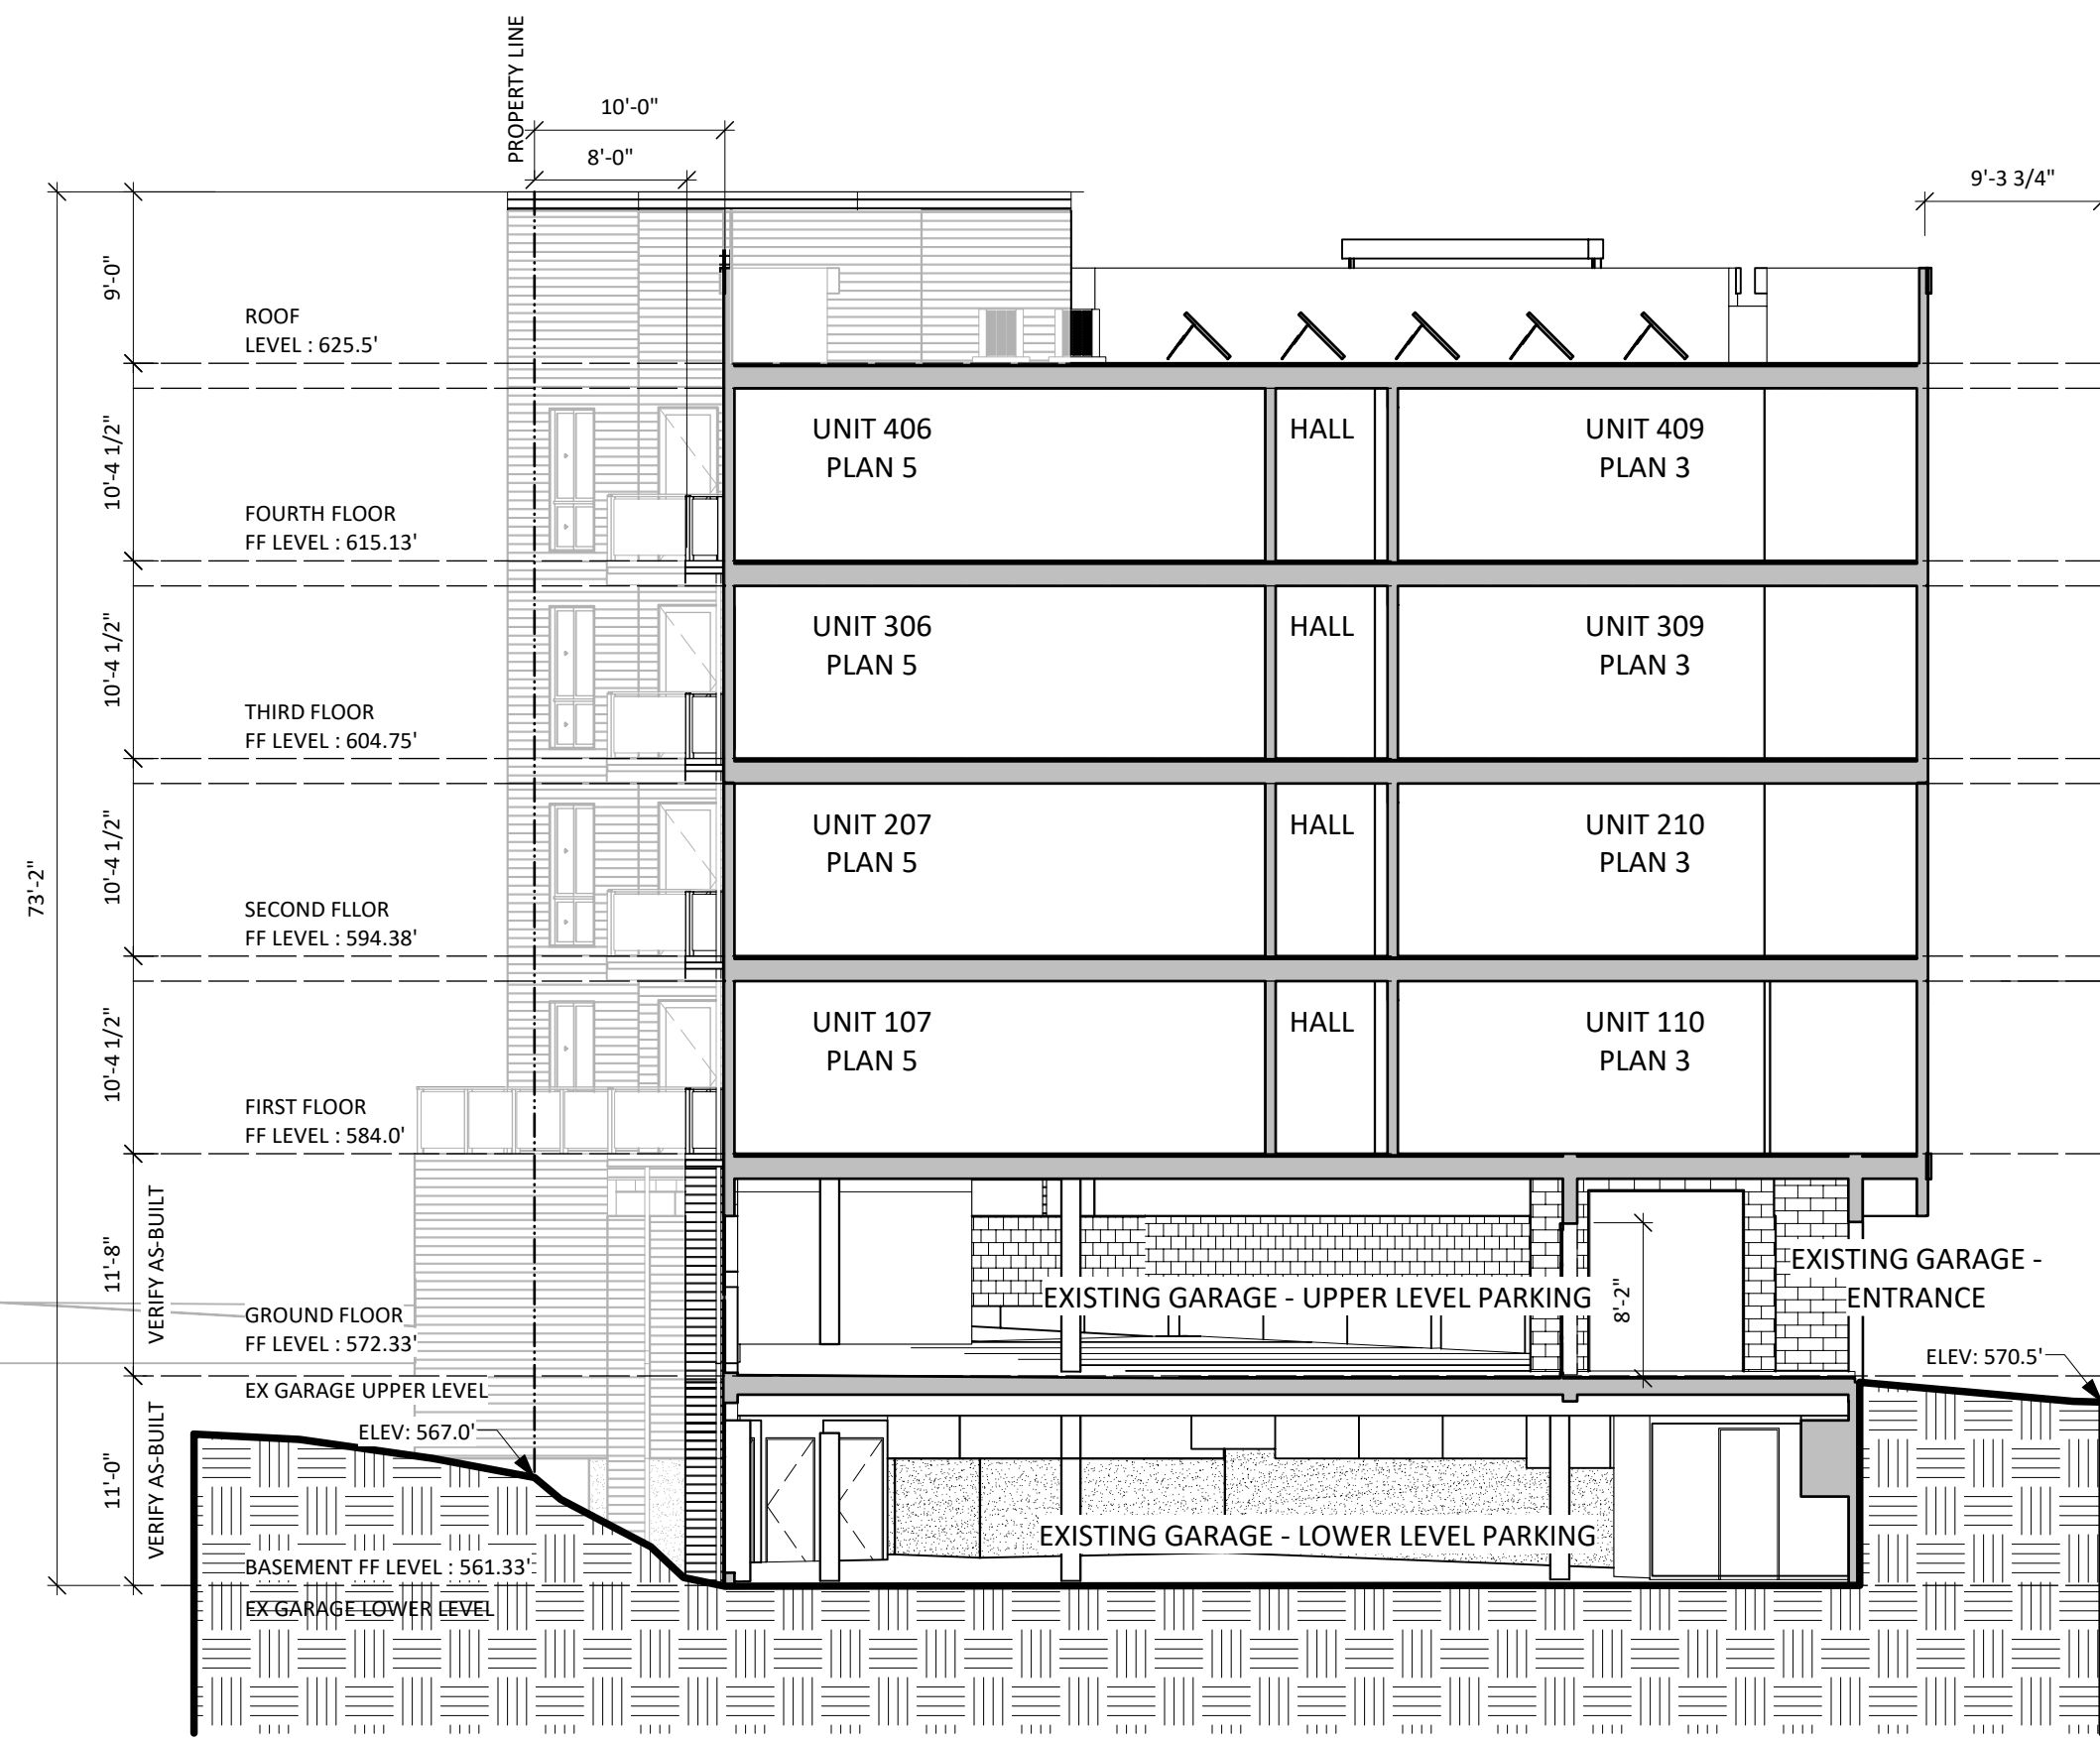 PROPERTY LINE
10'-0"
8'-0"
9'-3 3/4"
9'-0"
ROOF
LEVEL : 625.5'
10'-4 1/2"
UNIT 406
PLAN 5
HALL
UNIT 409
PLAN 3
FOURTH FLOOR
FF LEVEL : 615.13'
10'-4 1/2"
UNIT 306
PLAN 5
HALL
UNIT 309
PLAN 3
THIRD FLOOR
FF LEVEL : 604.75'
73'-2"
10'-4 1/2"
UNIT 207
PLAN 5
HALL
UNIT 210
PLAN 3
SECOND FLLOR
FF LEVEL : 594.38'
10'-4 1/2"
UNIT 107
PLAN 5
HALL
UNIT 110
PLAN 3
FIRST FLOOR
FF LEVEL : 584.0'
11'-8"
VERIFY AS-BUILT
EXISTING GARAGE - UPPER LEVEL PARKING
8'-2"
EXISTING GARAGE -
ENTRANCE
GROUND FLOOR
FF LEVEL : 572.33'
ELEV: 570.5'
EX GARAGE UPPER LEVEL
ELEV: 567.0'
11'-0"
VERIFY AS-BUILT
EXISTING GARAGE - LOWER LEVEL PARKING
BASEMENT FF LEVEL : 561.33'
EX GARAGE LOWER LEVEL